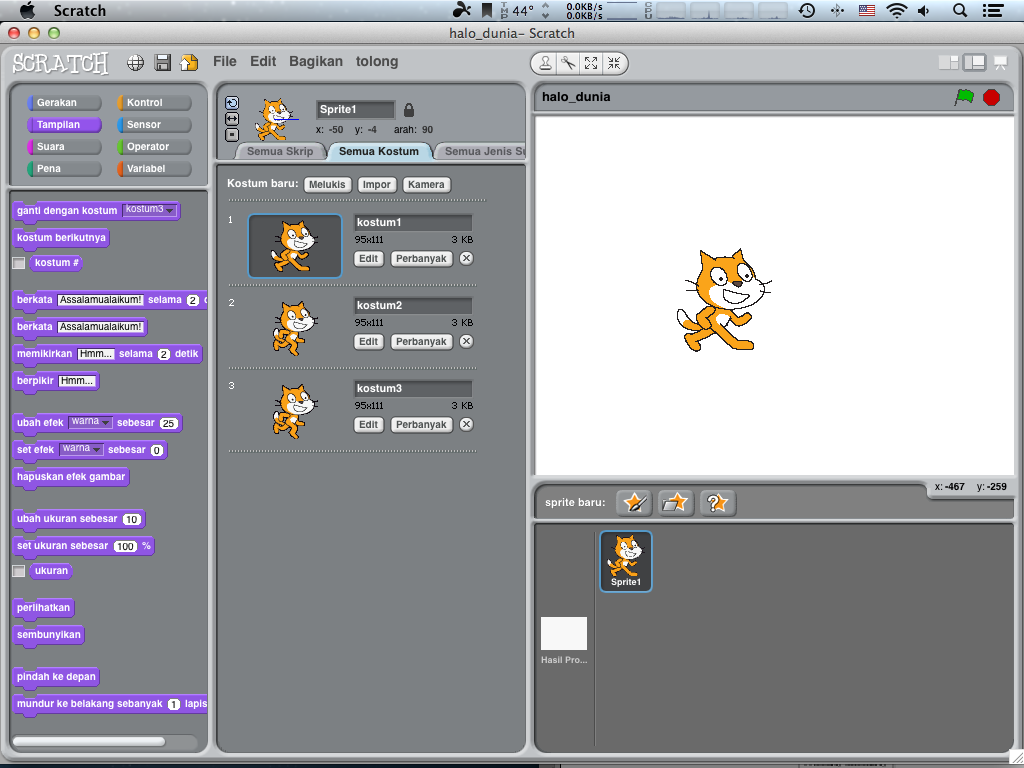 Scratch
TMP 44° 0.0KB/s 0.0KB/s CPU
halo_dunia– Scratch
SCRATCH File Edit Bagikan tolong
Gerakan Kontrol
Tampilan Sensor
Suara Operator
Pena Variabel
ganti dengan kostum kostum3
kostum berikutnya
kostum #
berkata Assalamualaikum! selama 2
berkata Assalamualaikum!
memikirkan Hmm... selama 2 detik
berpikir Hmm...
ubah efek warna sebesar 25
set efek warna sebesar 0
hapuskan efek gambar
ubah ukuran sebesar 10
set ukuran sebesar 100 %
ukuran
perlihatkan
sembunyikan
pindah ke depan
mundur ke belakang sebanyak 1 lapis
Sprite1
x: -50 y: -4 arah: 90
Semua Skrip Semua Kostum Semua Jenis Su
Kostum baru: Melukis Impor Kamera
1 kostum1
95x111 3 KB
Edit Perbanyak
2 kostum2
95x111 3 KB
Edit Perbanyak
3 kostum3
95x111 3 KB
Edit Perbanyak
halo_dunia
x: -467 y: -259
sprite baru:
Sprite1
Hasil Pro...